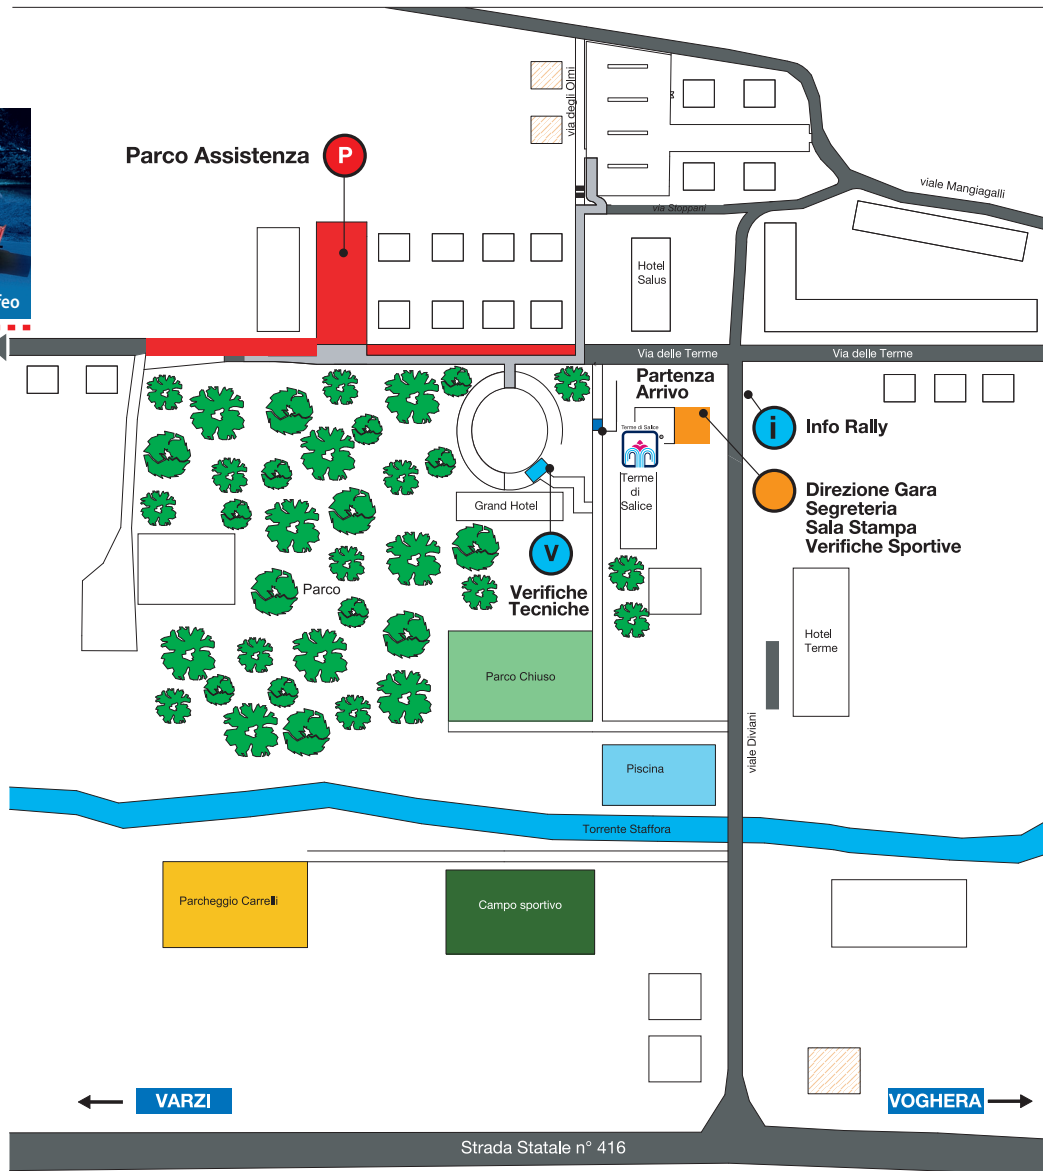 via degli Olmi
Parco Assistenza
P
viale Mangiagalli
via Stoppani
Hotel
Salus
feo
Via delle Terme
Via delle Terme
Partenza
Arrivo
i
Info Rally
Terme di Salice
Terme
di
Salice
Direzione Gara
Segreteria
Sala Stampa
Verifiche Sportive
Grand Hotel
V
Verifiche
Tecniche
Parco
Hotel
Terme
Parco Chiuso
viale Diviani
Piscina
Torrente Staffora
Parcheggio Carrelli
Campo sportivo
VARZI
VOGHERA
Strada Statale n° 416